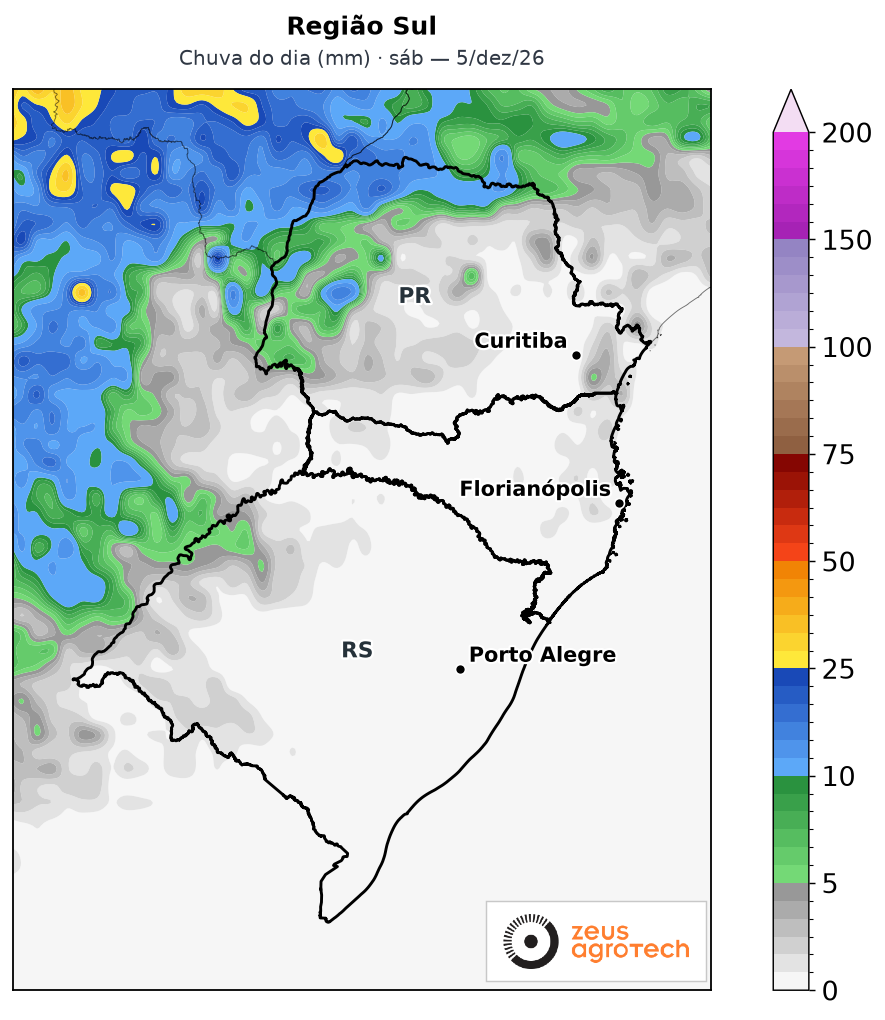 Região Sul
Chuva do dia (mm) · sáb — 5/dez/26
200
150
100
75
50
25
10
5
0
PR
Curitiba
Florianópolis
RS
Porto Alegre
zeus
agrotech